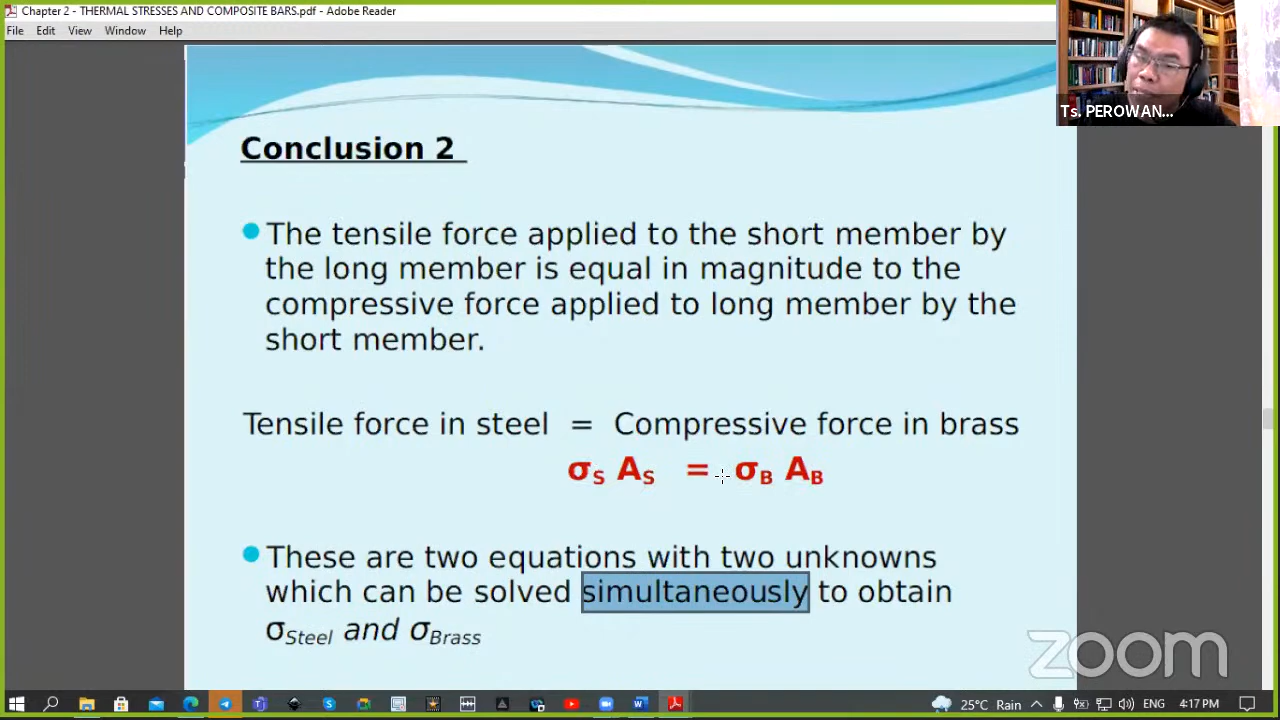 Chapter 2 - THERMAL STRESSES AND COMPOSITE BARS.pdf - Adobe Reader
File Edit View Window Help
Ts. PEROWAN...
Conclusion 2
The tensile force applied to the short member by
the long member is equal in magnitude to the
compressive force applied to long member by the
short member.
Tensile force in steel = Compressive force in brass
σS AS = σB AB
These are two equations with two unknowns
which can be solved simultaneously to obtain
σSteel and σBrass
zoom
25°C Rain ENG 4:17 PM